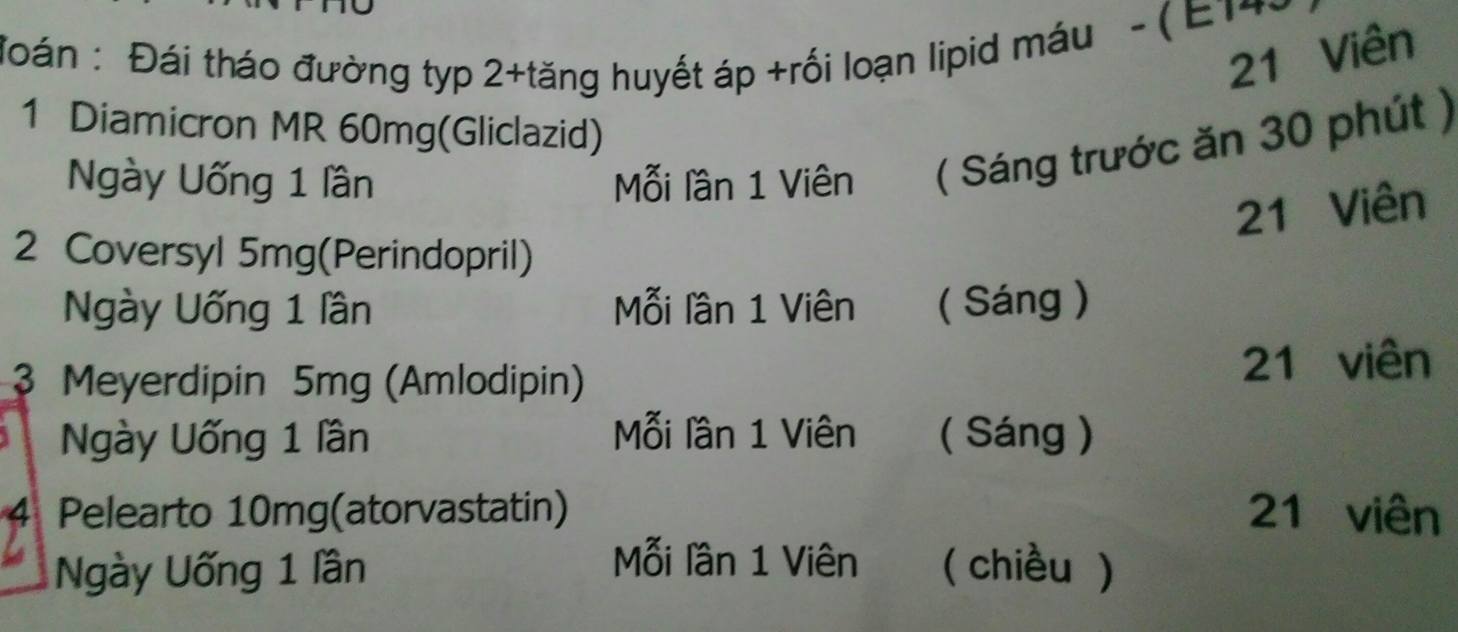 Đái tháo đường typ 2+tăng huyết áp +rối loạn lipid máu - (
1 Diamicron MR 60mg(Gliclazid) 21 Viên
Ngày Uống 1 lần Mỗi lần 1 Viên ( Sáng trước ăn 30 phút )
2 Coversyl 5mg(Perindopril) 21 Viên
Ngày Uống 1 lần Mỗi lần 1 Viên ( Sáng )
3 Meyerdipin 5mg (Amlodipin) 21 viên
Ngày Uống 1 lần Mỗi lần 1 Viên ( Sáng )
4 Pelearto 10mg(atorvastatin) 21 viên
Ngày Uống 1 lần Mỗi lần 1 Viên ( chiều )